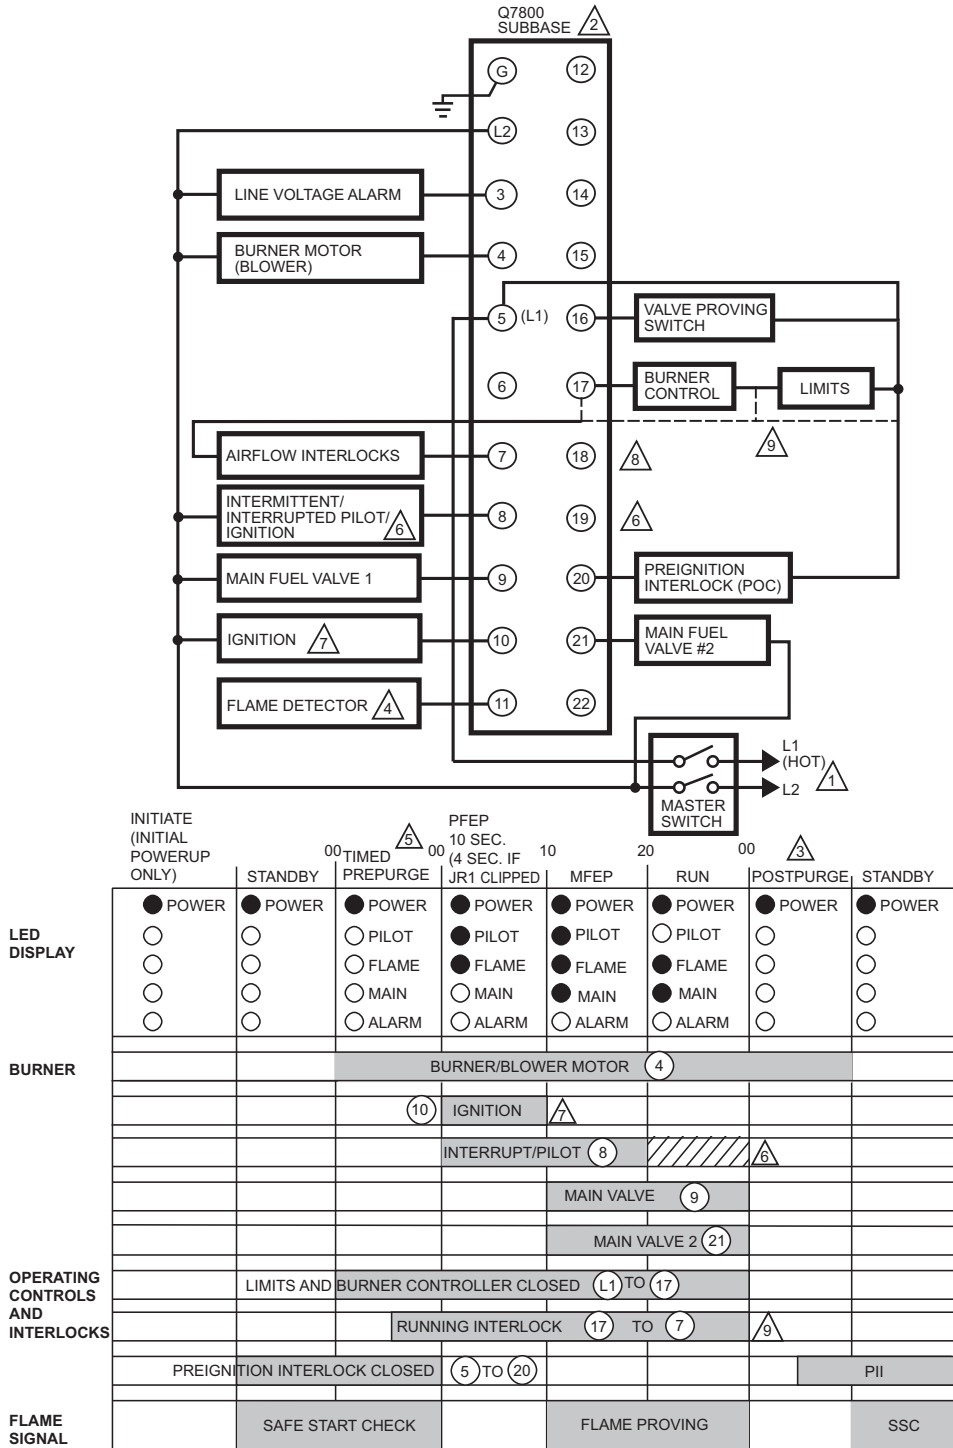 Q7800
SUBBASE 2
G 12
L2 13
LINE VOLTAGE ALARM 3 14
BURNER MOTOR
(BLOWER) 4 15
5 (L1) 16 VALVE PROVING
SWITCH
6 17 BURNER
CONTROL LIMITS
9
AIRFLOW INTERLOCKS 7 18 8
INTERMITTENT/
INTERRUPTED PILOT/
IGNITION 6 8 19 6
MAIN FUEL VALVE 1 9 20 PREIGNITION
INTERLOCK (POC)
IGNITION 7 10 21 MAIN FUEL
VALVE #2
FLAME DETECTOR 4 11 22
L1
(HOT)
L2 1
MASTER
SWITCH
INITIATE
(INITIAL
POWERUP
ONLY)
STANDBY
00 TIMED
PREPURGE
5
00
PFEP
10 SEC.
(4 SEC. IF
JR1 CLIPPED
10
MFEP
20
RUN
00
3
POSTPURGE
STANDBY
LED
DISPLAY
POWER POWER POWER POWER POWER POWER POWER POWER
PILOT PILOT PILOT PILOT
FLAME FLAME FLAME FLAME
MAIN MAIN MAIN MAIN
ALARM ALARM ALARM ALARM
BURNER
BURNER/BLOWER MOTOR 4
10 IGNITION 7
INTERRUPT/PILOT 8 6
MAIN VALVE 9
MAIN VALVE 2 21
OPERATING
CONTROLS
AND
INTERLOCKS
LIMITS AND BURNER CONTROLLER CLOSED L1 TO 17
RUNNING INTERLOCK 17 TO 7 9
PREIGNITION INTERLOCK CLOSED 5 TO 20 PII
FLAME
SIGNAL
SAFE START CHECK FLAME PROVING SSC